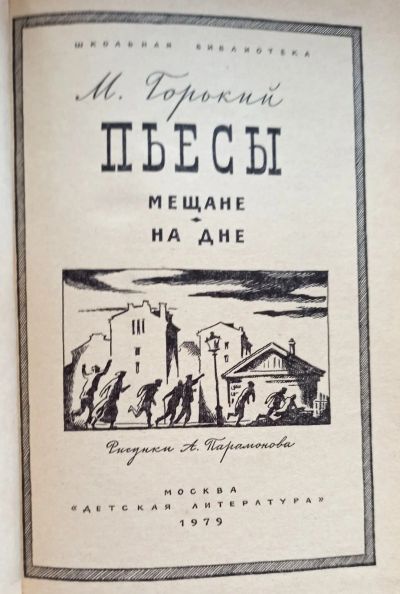 ШКОЛЬНАЯ БИБЛИОТЕКА
М. Горький
ПЬЕСЫ
МЕЩАНЕ
НА ДНЕ
Рисунки А. Парамонова
МОСКВА
«ДЕТСКАЯ ЛИТЕРАТУРА»
1979